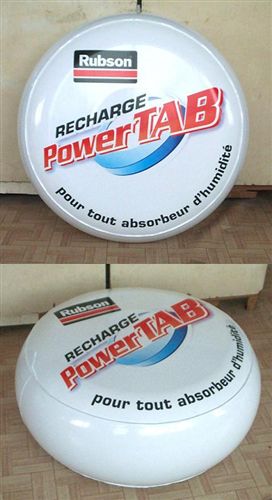 Rubson
RECHARGE
PowerTAB
pour tout absorbeur d'humidité
Rubson
RECHARGE
PowerTAB
pour tout absorbeur d'humidité